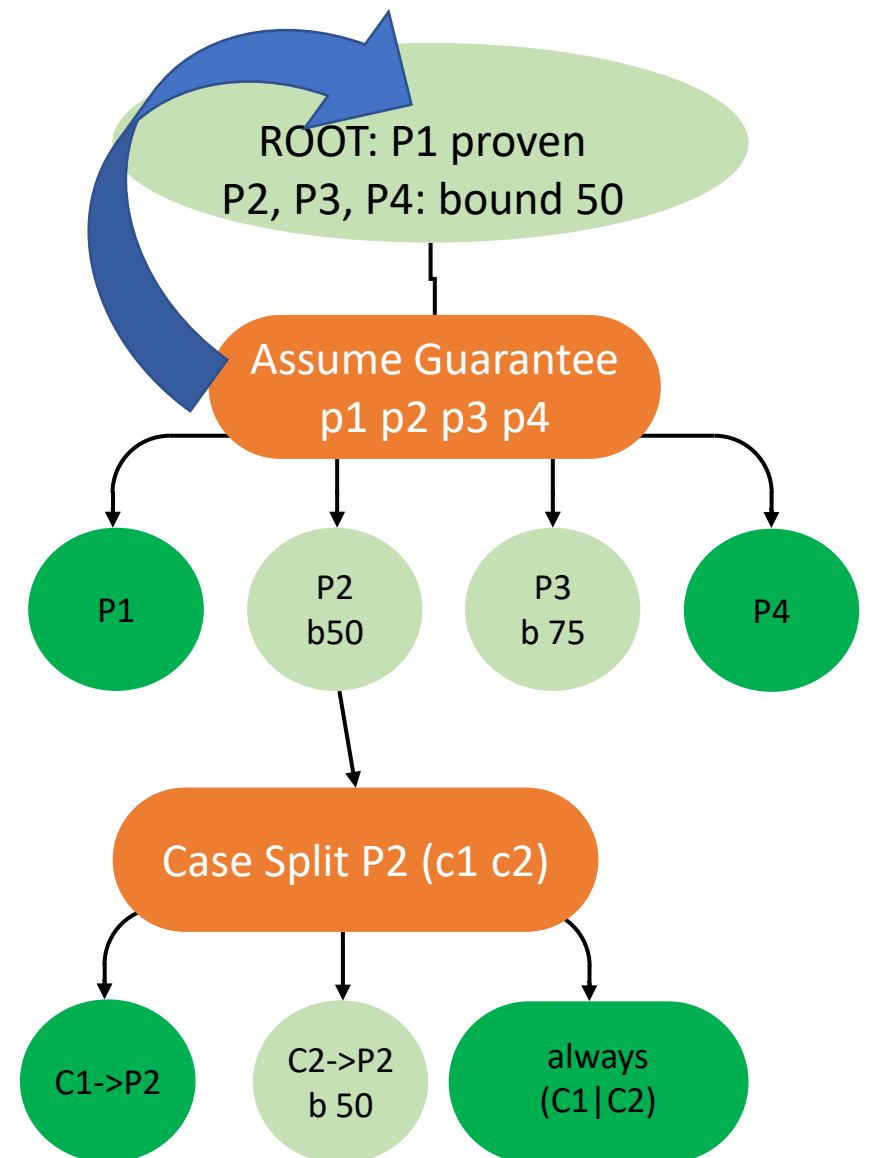 ROOT: P1 proven
P2, P3, P4: bound 50
Assume Guarantee
p1 p2 p3 p4
P1
P2
b50
P3
b 75
P4
Case Split P2 (c1 c2)
C1->P2
C2->P2
b 50
always
(C1|C2)